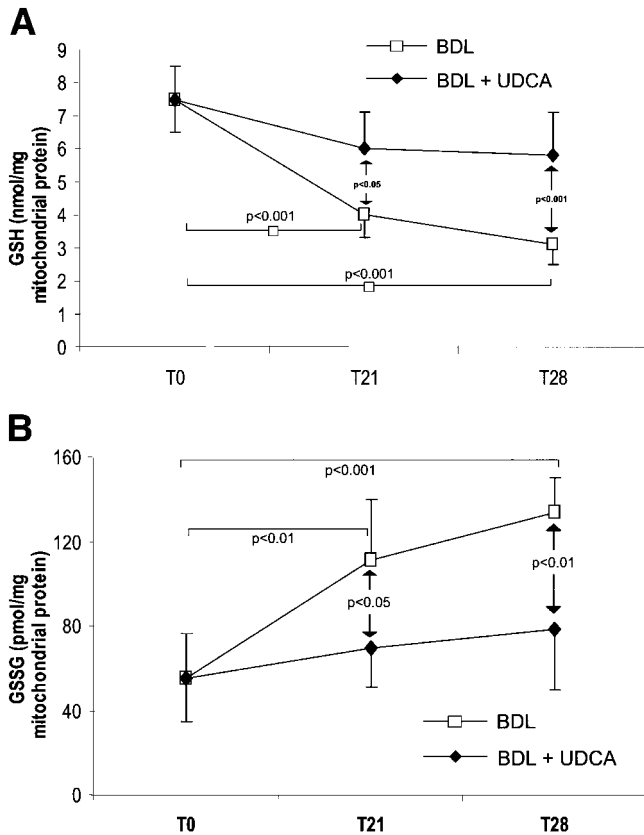 A
BDL
BDL + UDCA
GSH (nmol/mg
mitochondrial protein)
9
8
7
6
5
4
3
2
1
0
p<0.05
p<0.001
p<0.001
p<0.001
T0 T21 T28
B
GSSG (pmol/mg
mitochondrial protein)
160
120
80
40
0
p<0.001
p<0.01
p<0.01
p<0.05
BDL
BDL + UDCA
T0 T21 T28